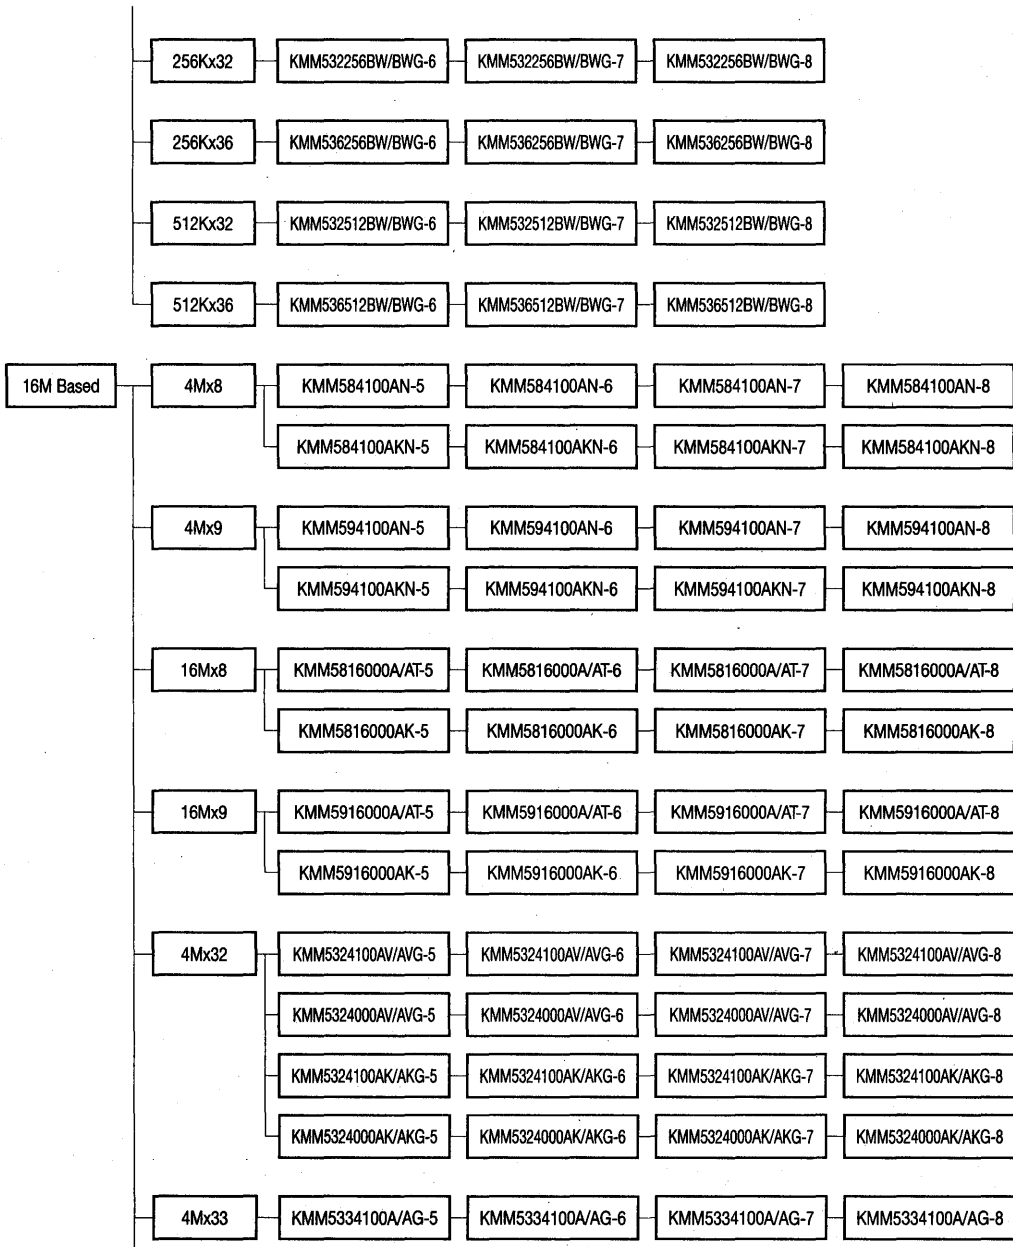 256Kx32 KMM532256BW/BWG-6 KMM532256BW/BWG-7 KMM532256BW/BWG-8
256Kx36 KMM536256BW/BWG-6 KMM536256BW/BWG-7 KMM536256BW/BWG-8
512Kx32 KMM532512BW/BWG-6 KMM532512BW/BWG-7 KMM532512BW/BWG-8
512Kx36 KMM536512BW/BWG-6 KMM536512BW/BWG-7 KMM536512BW/BWG-8
16M Based 4Mx8 KMM584100AN-5 KMM584100AN-6 KMM584100AN-7 KMM584100AN-8
KMM584100AKN-5 KMM584100AKN-6 KMM584100AKN-7 KMM584100AKN-8
4Mx9 KMM594100AN-5 KMM594100AN-6 KMM594100AN-7 KMM594100AN-8
KMM594100AKN-5 KMM594100AKN-6 KMM594100AKN-7 KMM594100AKN-8
16Mx8 KMM5816000A/AT-5 KMM5816000A/AT-6 KMM5816000A/AT-7 KMM5816000A/AT-8
KMM5816000AK-5 KMM5816000AK-6 KMM5816000AK-7 KMM5816000AK-8
16Mx9 KMM5916000A/AT-5 KMM5916000A/AT-6 KMM5916000A/AT-7 KMM5916000A/AT-8
KMM5916000AK-5 KMM5916000AK-6 KMM5916000AK-7 KMM5916000AK-8
4Mx32 KMM5324100AV/AVG-5 KMM5324100AV/AVG-6 KMM5324100AV/AVG-7 KMM5324100AV/AVG-8
KMM5324000AV/AVG-5 KMM5324000AV/AVG-6 KMM5324000AV/AVG-7 KMM5324000AV/AVG-8
KMM5324100AK/AKG-5 KMM5324100AK/AKG-6 KMM5324100AK/AKG-7 KMM5324100AK/AKG-8
KMM5324000AK/AKG-5 KMM5324000AK/AKG-6 KMM5324000AK/AKG-7 KMM5324000AK/AKG-8
4Mx33 KMM5334100A/AG-5 KMM5334100A/AG-6 KMM5334100A/AG-7 KMM5334100A/AG-8